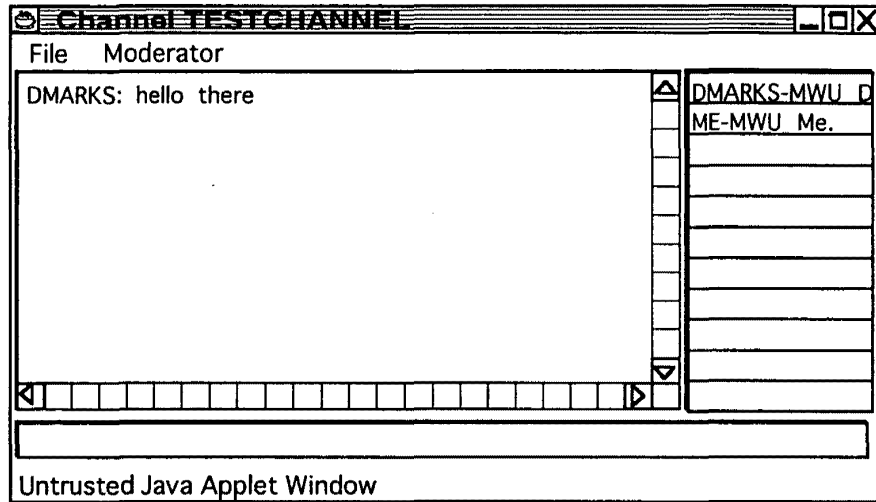 Channel TESTCHANNEL
File Moderator
DMARKS: hello there
DMARKS-MWU D
ME-MWU Me.
Untrusted Java Applet Window